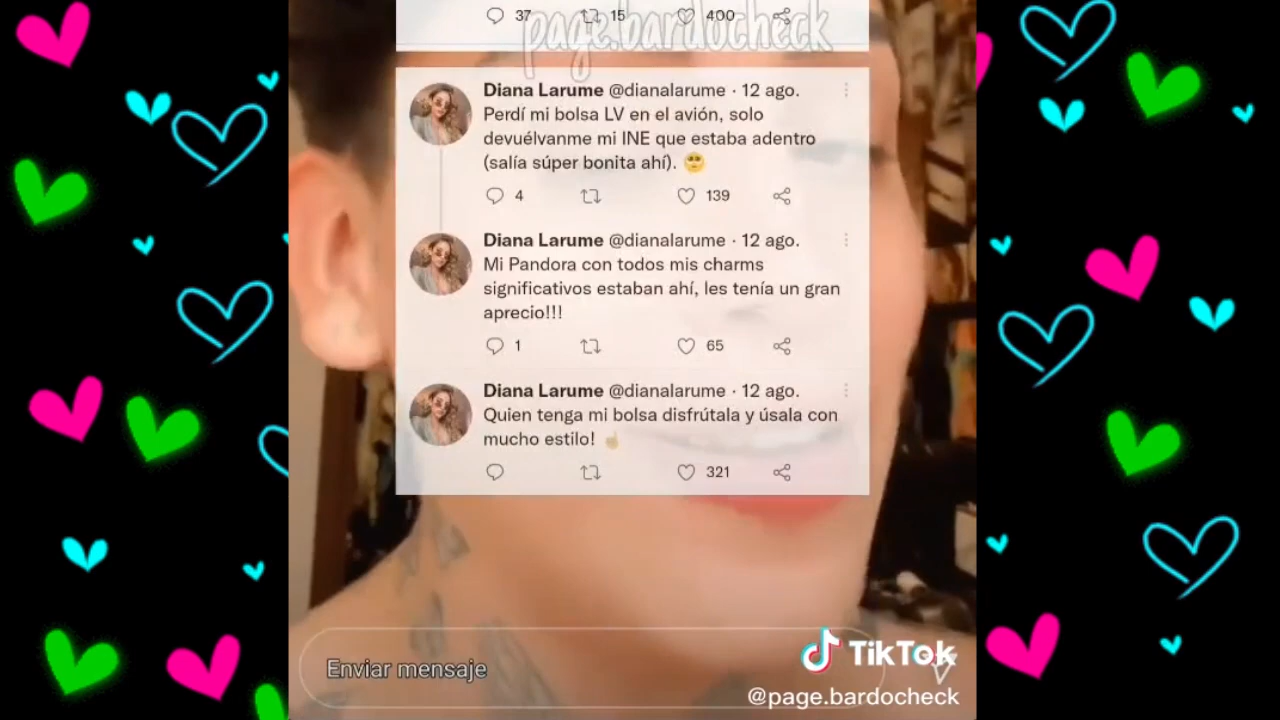 37 15 400
page.bardocheck
Diana Larume @dianalarume · 12 ago.
Perdí mi bolsa LV en el avión, solo
devuélvanme mi INE que estaba adentro
(salía súper bonita ahí). 🥺
4 139
Diana Larume @dianalarume · 12 ago.
Mi Pandora con todos mis charms
significativos estaban ahí, les tenía un gran
aprecio!!!
1 65
Diana Larume @dianalarume · 12 ago.
Quien tenga mi bolsa disfrútala y úsala con
mucho estilo! ☝
321
Enviar mensaje
TikTok
@page.bardocheck